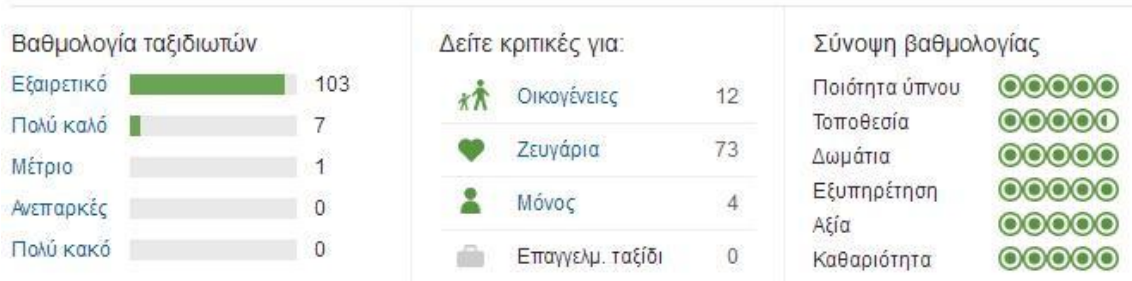 Βαθμολογία ταξιδιωτών
Εξαιρετικό 103
Πολύ καλό 7
Μέτριο 1
Ανεπαρκές 0
Πολύ κακό 0
Δείτε κριτικές για:
Οικογένειες 12
Ζευγάρια 73
Μόνος 4
Επαγγελμ. ταξίδι 0
Σύνοψη βαθμολογίας
Ποιότητα ύπνου
Τοποθεσία
Δωμάτια
Εξυπηρέτηση
Αξία
Καθαριότητα